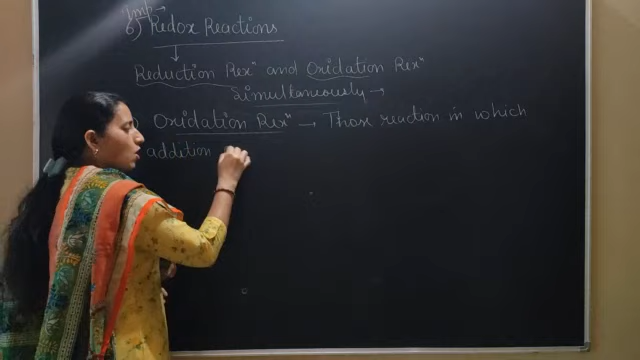 Imp →
6) Redox Reactions
Reduction Rexⁿ and Oxidation Rexⁿ
Simultaneously →
Oxidation Rexⁿ → Those reaction in which
addition